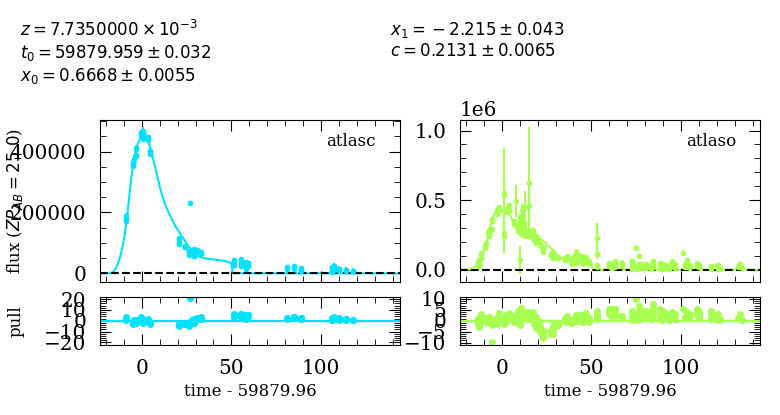 z = 7.7350000 × 10⁻³
t₀ = 59879.959 ± 0.032
x₀ = 0.6668 ± 0.0055
x₁ = −2.215 ± 0.043
c = 0.2131 ± 0.0065
flux (ZP_AB = 25.0)
400000
200000
0
atlasc
1e6
1.0
0.5
0.0
atlaso
pull
20
10
0
−10
−20
10
5
0
−5
−10
0 50 100
time - 59879.96
0 50 100
time - 59879.96